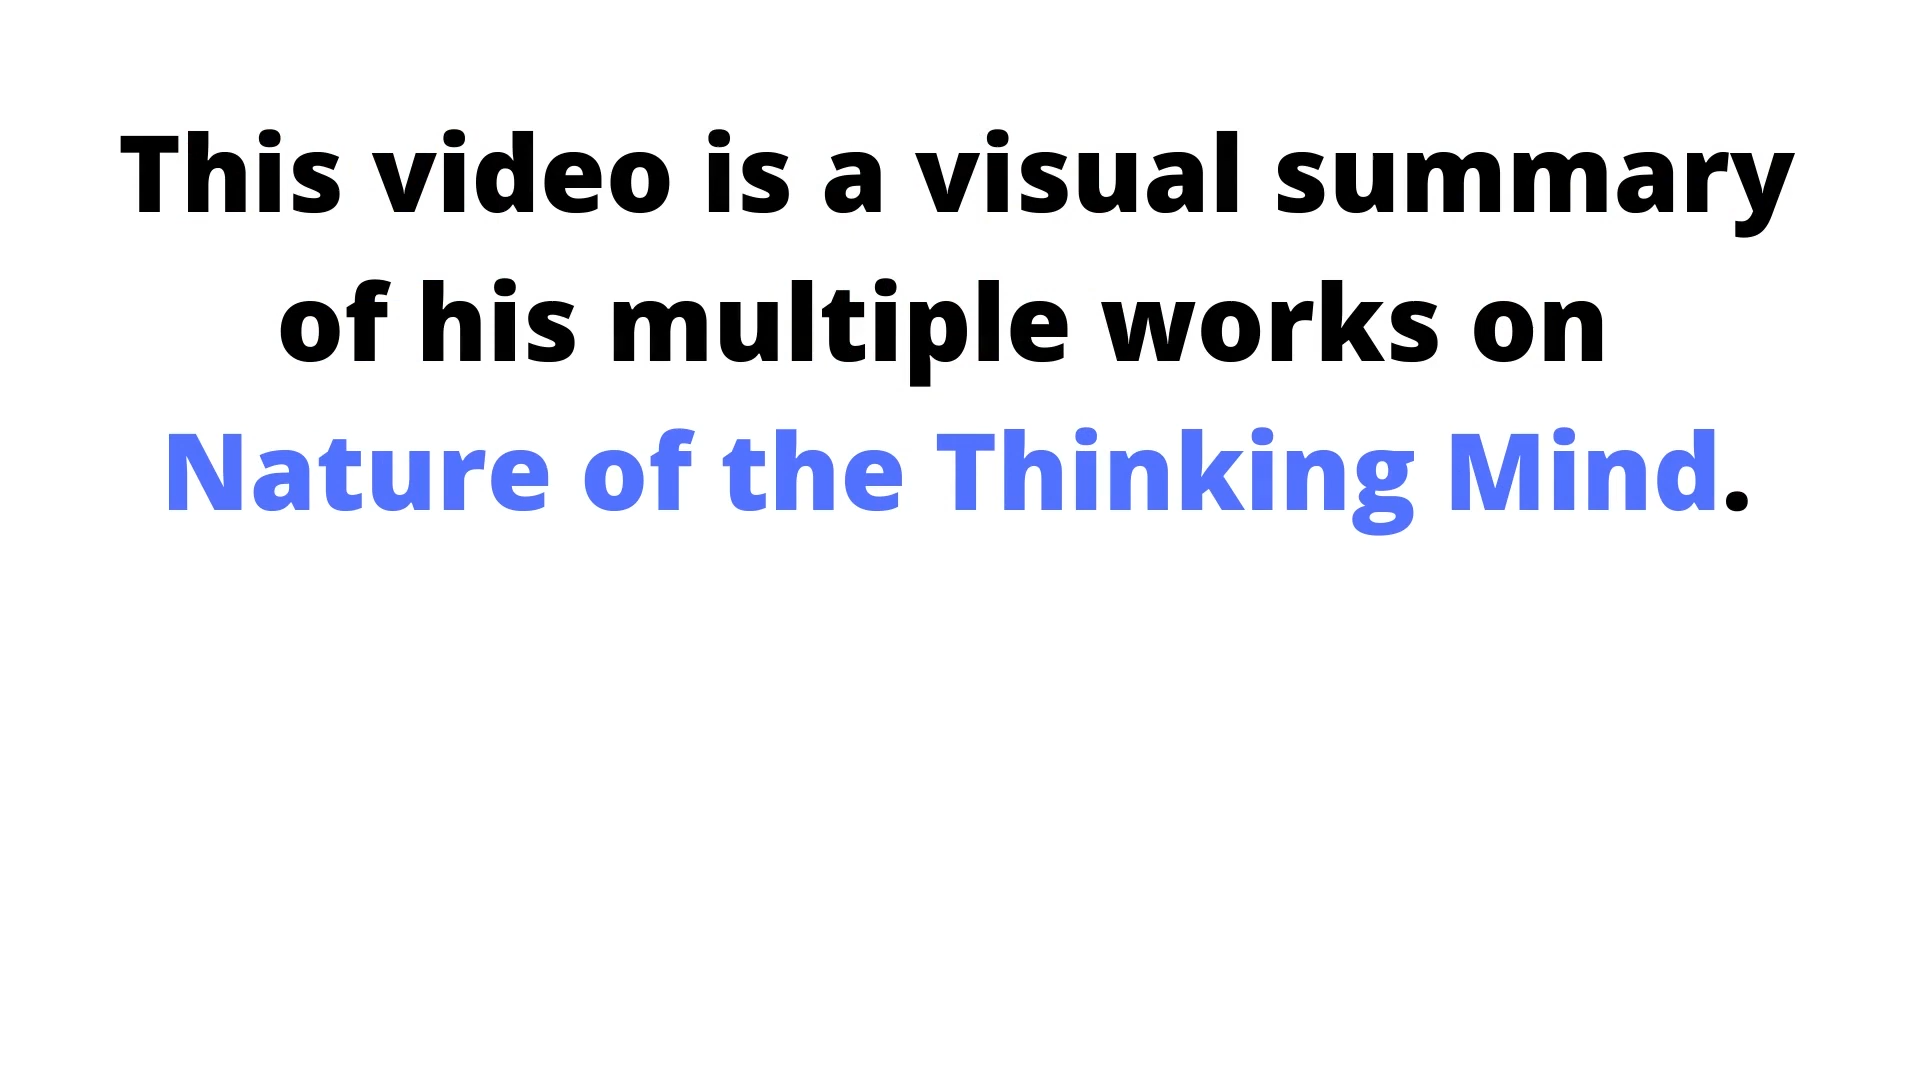 This video is a visual summary
of his multiple works on
Nature of the Thinking Mind.